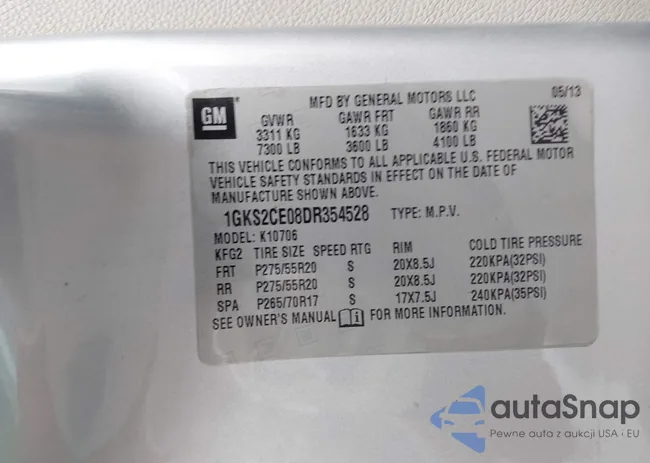 GM
MFD BY GENERAL MOTORS LLC 05/13
GVWR GAWR FRT GAWR RR
3311 KG 1633 KG 1860 KG
7300 LB 3600 LB 4100 LB
THIS VEHICLE CONFORMS TO ALL APPLICABLE U.S. FEDERAL MOTOR
VEHICLE SAFETY STANDARDS IN EFFECT ON THE DATE OF
MANUFACTURE SHOWN ABOVE.
1GKS2CE08DR354528 TYPE: M.P.V.
MODEL: K10706
KFG2 TIRE SIZE SPEED RTG RIM COLD TIRE PRESSURE
FRT P275/55R20 S 20X8.5J 220KPA(32PSI)
RR P275/55R20 S 20X8.5J 220KPA(32PSI)
SPA P265/70R17 S 17X7.5J 240KPA(35PSI)
SEE OWNER'S MANUAL FOR MORE INFORMATION.
autaSnap
Pewne auta z aukcji USA i EU